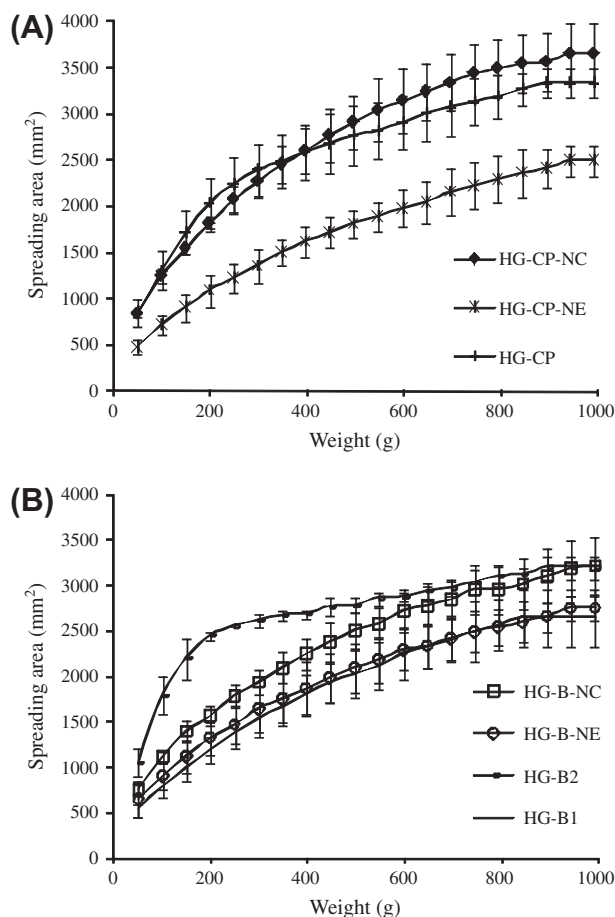 (A)
Spreading area (mm²)
4000
3500
3000
2500
2000
1500
1000
500
0
HG-CP-NC
HG-CP-NE
HG-CP
0 200 400 600 800 1000
Weight (g)
(B)
Spreading area (mm²)
4000
3500
3000
2500
2000
1500
1000
500
0
HG-B-NC
HG-B-NE
HG-B2
HG-B1
0 200 400 600 800 1000
Weight (g)